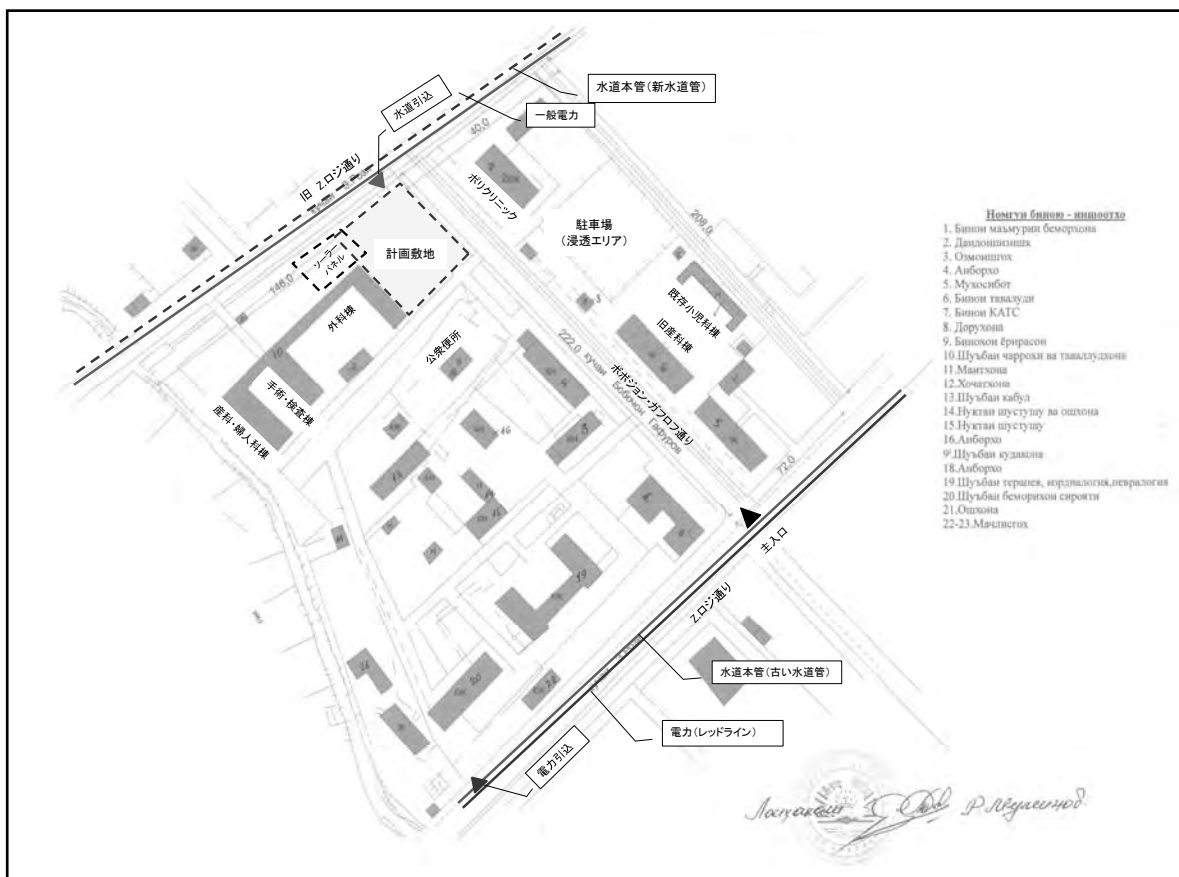 水道本管(新水道管)
水道引込
一般電力
旧 Z.ロジ通り
40,0
ポリクリニック
駐車場
(浸透エリア)
208,0
計画敷地
ソーラー
パネル
146,0
外科棟
既存小児科棟
旧産科棟
公衆便所
222,0 кучаи Бобочон Гафуров
ボボジョン・ガフロフ通り
手術・検査棟
産科・婦人科棟
72,0
主入口
Z.ロジ通り
水道本管(古い水道管)
電力(レッドライン)
電力引込
Номгуи биною - иншоотхо
1. Бинои маъмурии беморхона
2. Дандоншизишк
3. Озмоишгох
4. Анборхо
5. Мухосибот
6. Бинои таваллуди
7. Бинои КАТС
8. Дорухона
9. Бинохои ёрирасон
10.Шуъбаи чаррохи ва таваллудхона
11.Маитхона
12.Хочатхона
13.Шуъбаи кабул
14.Нуктаи шустушу ва ошхона
15.Нуктаи шустушу
16.Анборхо
9'.Шуъбаи кудакона
18.Анборхо
19.Шуъбаи терапея, кордиалогия,невралогия
20.Шуъбаи беморихои сирояти
21.Ошхона
22-23.Мачлисгох